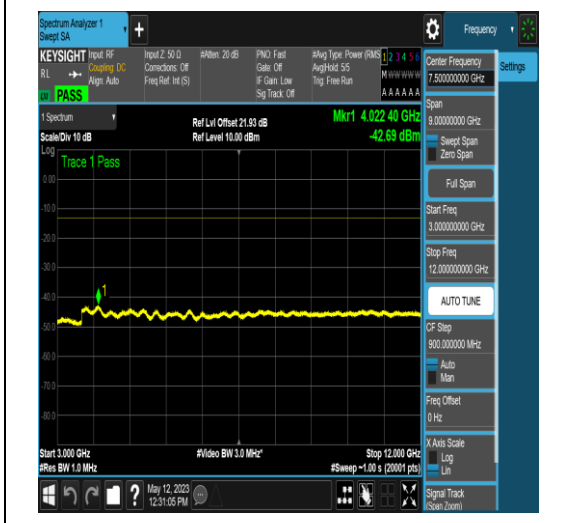 Spectrum Analyzer 1
Swept SA
+
Frequency
KEYSIGHT
RL
PASS
Input: RF
Coupling: DC
Align: Auto
Input Z: 50 Ω
Corrections: Off
Freq Ref: Int (S)
#Atten: 20 dB
PNO: Fast
Gate: Off
IF Gain: Low
Sig Track: Off
#Avg Type: Power (RMS
Avg|Hold: 5/5
Trig: Free Run
1 2 3 4 5 6
M W W W W W
A A A A A A
Settings
Center Frequency
7.500000000 GHz
Span
9.00000000 GHz
Swept Span
Zero Span
Full Span
Start Freq
3.000000000 GHz
Stop Freq
12.000000000 GHz
AUTO TUNE
CF Step
900.000000 MHz
Auto
Man
Freq Offset
0 Hz
X Axis Scale
Log
Lin
Signal Track
(Span Zoom)
1 Spectrum
Scale/Div 10 dB
Ref Lvl Offset 21.93 dB
Ref Level 10.00 dBm
Mkr1 4.022 40 GHz
-42.69 dBm
Log
Trace 1 Pass
0.00
-10.0
-20.0
-30.0
-40.0
-50.0
-60.0
-70.0
-80.0
1
Start 3.000 GHz
#Res BW 1.0 MHz
#Video BW 3.0 MHz*
Stop 12.000 GHz
#Sweep ~1.00 s (20001 pts)
?
May 12, 2023
12:31:05 PM